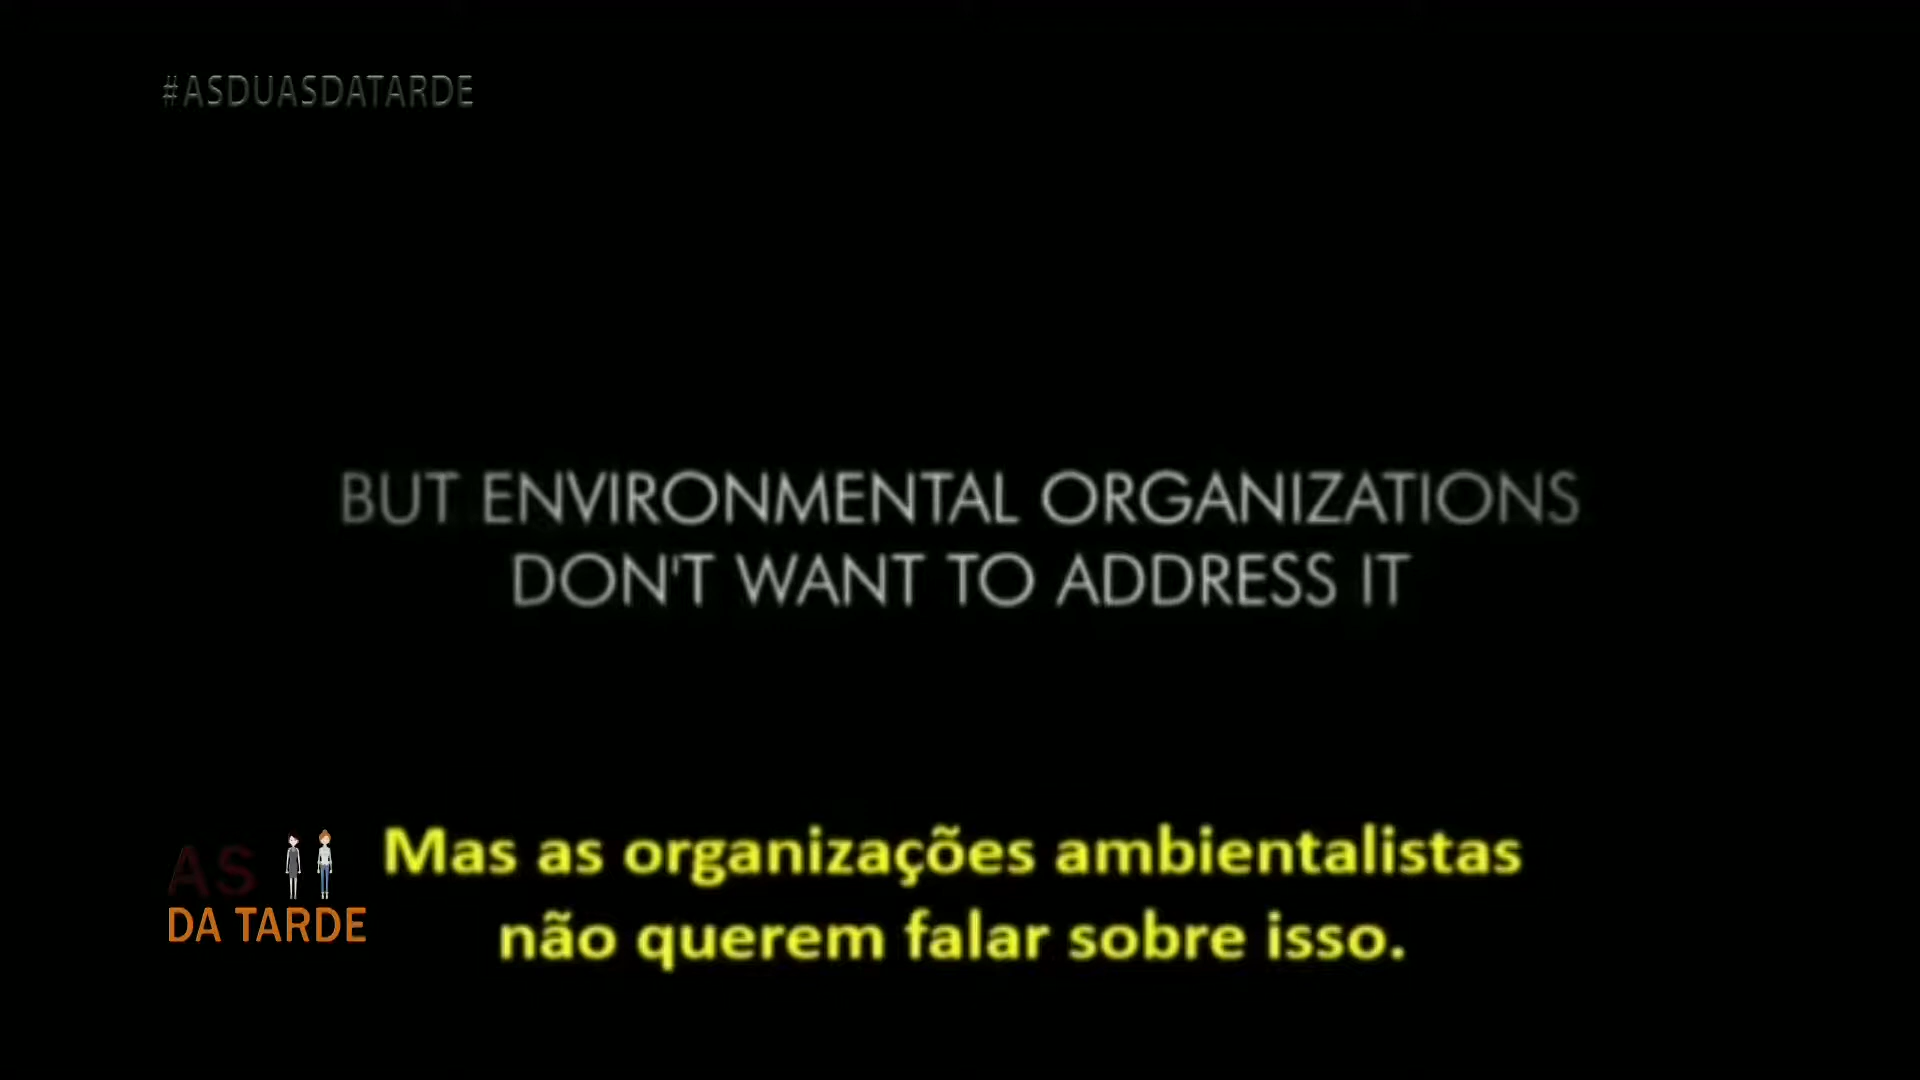 #ASDUASDATARDE
BUT ENVIRONMENTAL ORGANIZATIONS
DON'T WANT TO ADDRESS IT
Mas as organizações ambientalistas
não querem falar sobre isso.
AS
DA TARDE